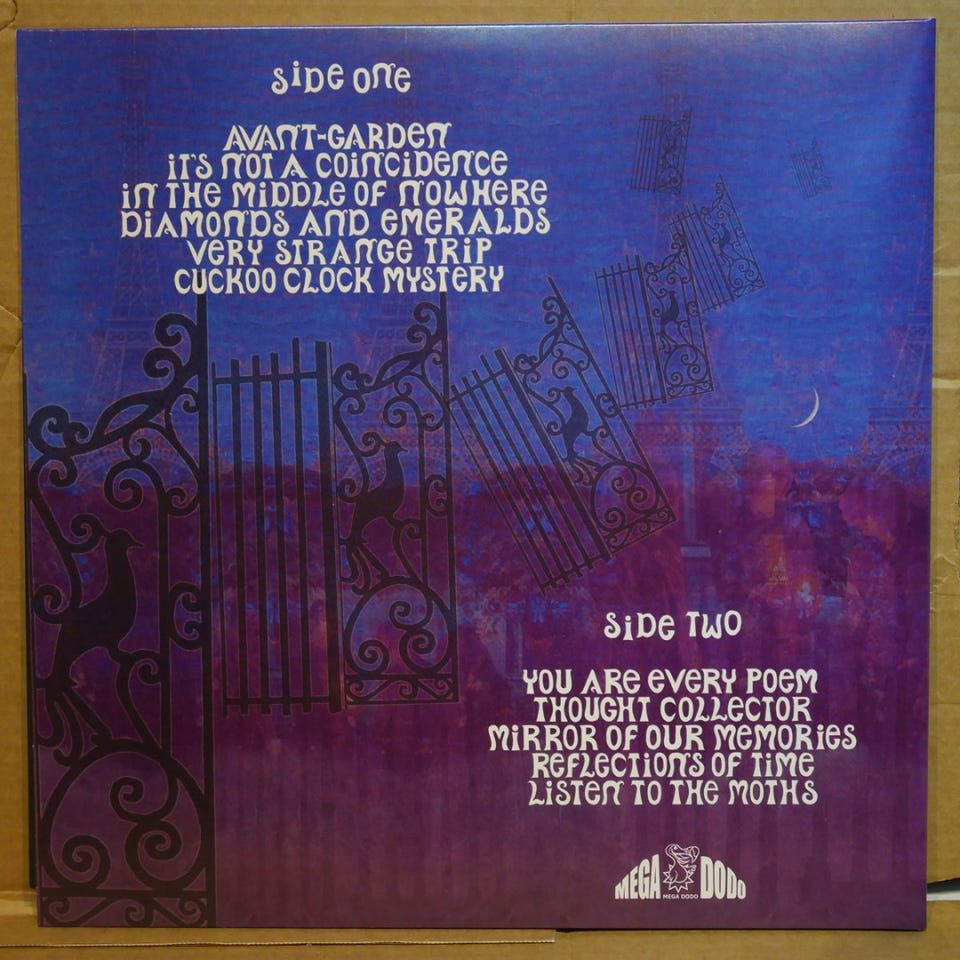 SIDE ONE
AVANT-GARDEN
IT'S NOT A COINCIDENCE
IN THE MIDDLE OF NOWHERE
DIAMONDS AND EMERALDS
VERY STRANGE TRIP
CUCKOO CLOCK MYSTERY
SIDE TWO
YOU ARE EVERY POEM
THOUGHT COLLECTOR
MIRROR OF OUR MEMORIES
REFLECTIONS OF TIME
LISTEN TO THE MOTHS
MEGA DODO
MEGA DODO